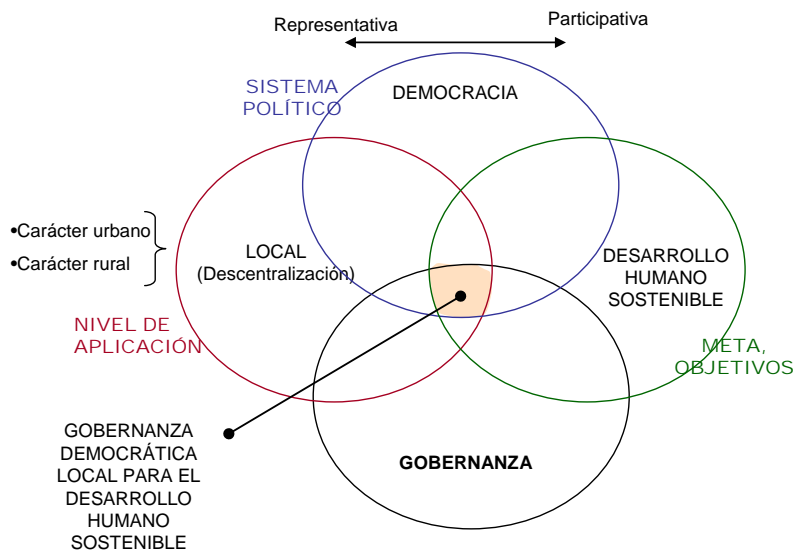 Representativa
Participativa
SISTEMA
POLÍTICO
DEMOCRACIA
•Carácter urbano
•Carácter rural
LOCAL
(Descentralización)
DESARROLLO
HUMANO
SOSTENIBLE
NIVEL DE
APLICACIÓN
META,
OBJETIVOS
GOBERNANZA
DEMOCRÁTICA
LOCAL PARA EL
DESARROLLO
HUMANO
SOSTENIBLE
GOBERNANZA